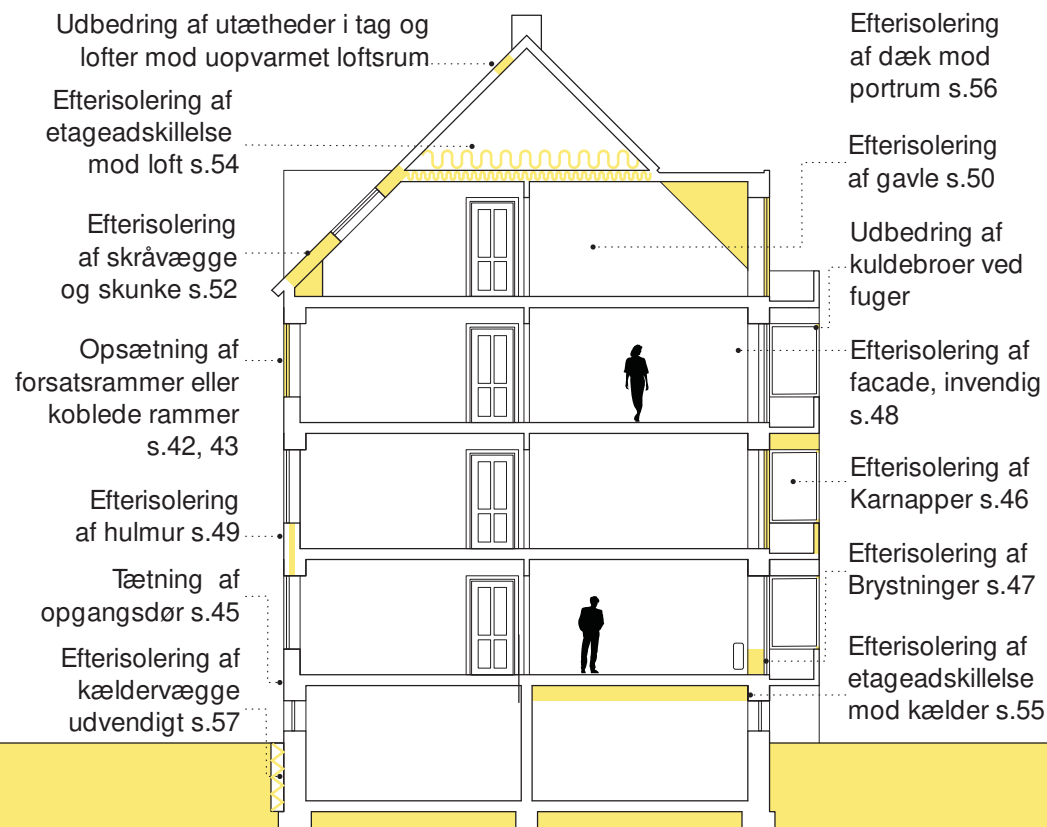 Udbedring af utætheder i tag og
lofter mod uopvarmet loftsrum
Efterisolering af
etageadskillelse
mod loft s.54
Efterisolering
af skråvægge
og skunke s.52
Opsætning af
forsatsrammer eller
koblede rammer
s.42, 43
Efterisolering
af hulmur s.49
Tætning af
opgangsdør s.45
Efterisolering af
kældervægge
udvendigt s.57
Efterisolering
af dæk mod
portrum s.56
Efterisolering
af gavle s.50
Udbedring af
kuldebroer ved
fuger
Efterisolering af
facade, invendig
s.48
Efterisolering af
Karnapper s.46
Efterisolering af
Brystninger s.47
Efterisolering af
etageadskillelse
mod kælder s.55